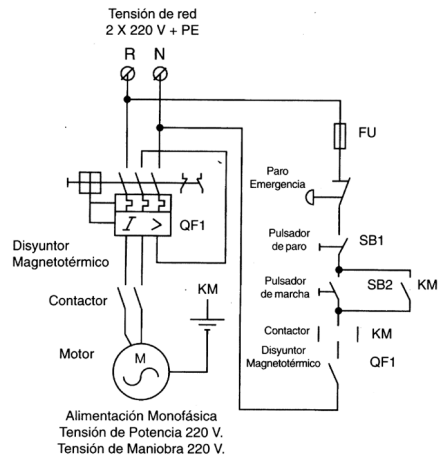 Tensión de red
2 X 220 V + PE
R N
FU
Paro
Emergencia
QF1
Disyuntor
Magnetotérmico
Pulsador
de paro
SB1
KM
Pulsador
de marcha
SB2
KM
Contactor
Contactor
KM
Disyuntor
Magnetotérmico
QF1
Motor
M
Alimentación Monofásica
Tensión de Potencia 220 V.
Tensión de Maniobra 220 V.